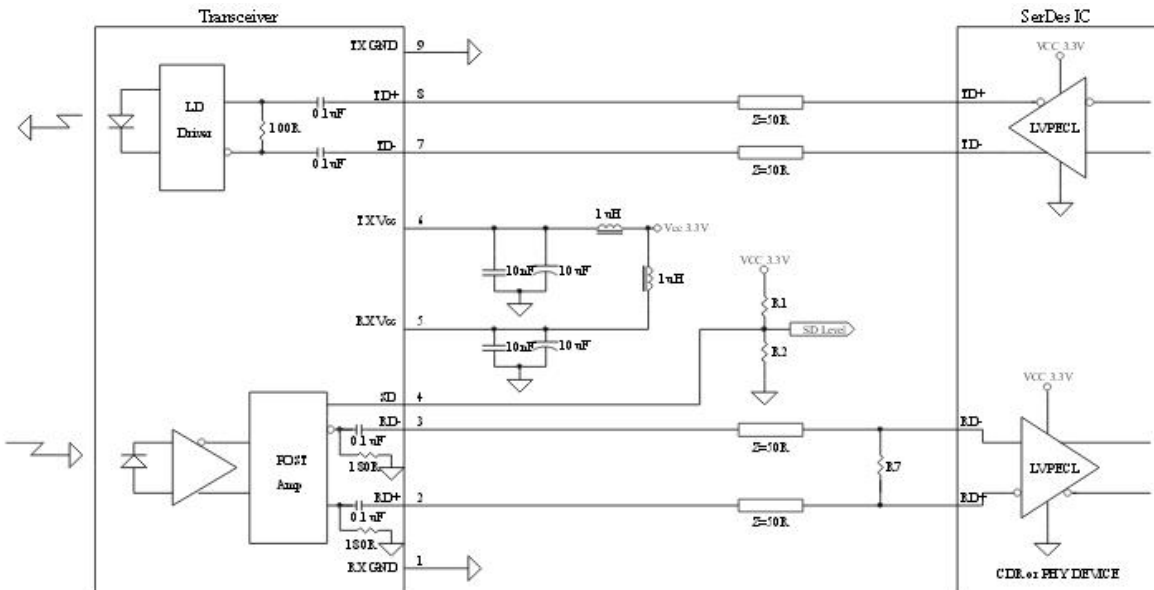 Transceiver
SerDes IC
TX GND 9
VCC 3.3V
LD
Driver
100R
0.1uF
TD+ 8
Z=50R
TD+
LVPECL
0.1uF
TD- 7
Z=50R
TD-
TX Vcc 6
1uH
Vcc 3.3V
10nF
10uF
1uH
VCC 3.3V
R1
SD Level
R2
RX Vcc 5
10nF
10uF
SD 4
VCC 3.3V
RD- 3
0.1uF
180R
Z=50R
RD-
POST
Amp
R7
LVPECL
RD+ 2
0.1uF
180R
Z=50R
RD+
RX GND 1
CDR or PHY DEVICE